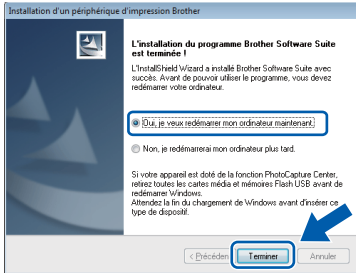 Installation d'un périphérique d'impression Brother
L'installation du programme Brother Software Suite
est terminée !
L'InstallShield Wizard a installé Brother Software Suite avec
succès. Avant de pouvoir utiliser le programme, vous devez
redémarrer votre ordinateur.
Oui, je veux redémarrer mon ordinateur maintenant.
Non, je redémarrerai mon ordinateur plus tard.
Si votre appareil est doté de la fonction PhotoCapture Center,
retirez toutes les cartes média et mémoires Flash USB avant de
redémarrer Windows.
Attendez la fin du chargement de Windows avant d'insérer ce
type de dispositif.
< Précéden Terminer Annuler